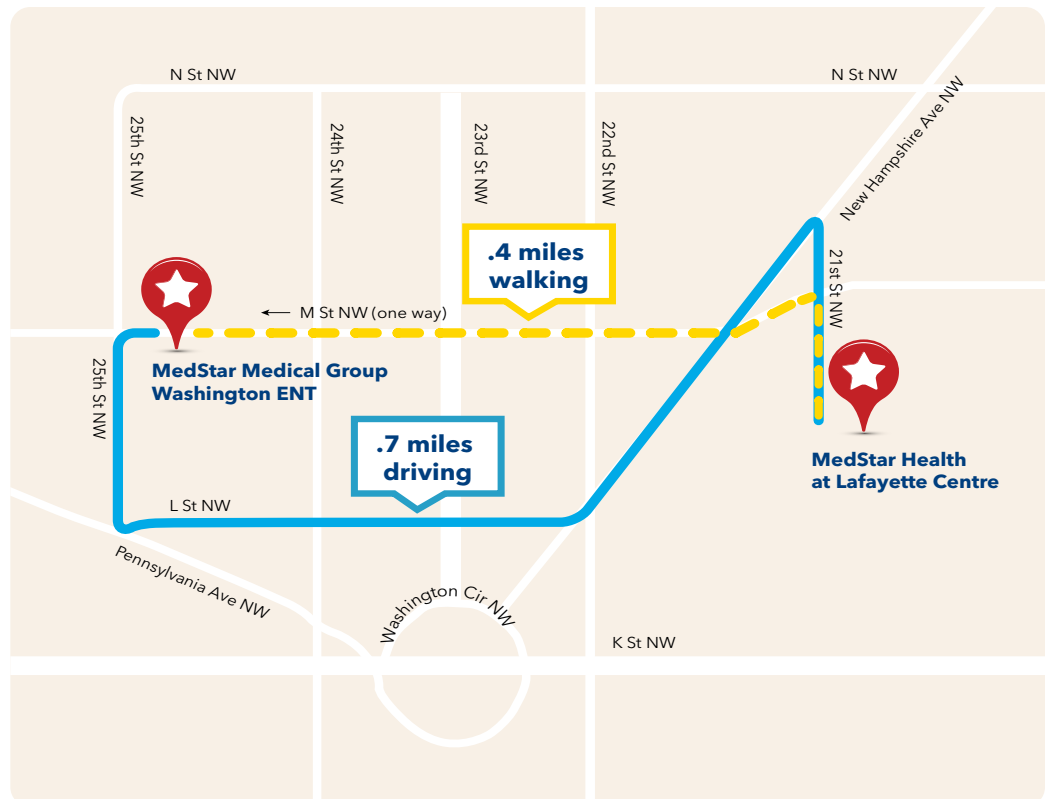 N St NW
N St NW
25th St NW
24th St NW
23rd St NW
22nd St NW
New Hampshire Ave NW
.4 miles
walking
21st St NW
M St NW (one way)
MedStar Medical Group
Washington ENT
25th St NW
.7 miles
driving
MedStar Health
at Lafayette Centre
L St NW
Pennsylvania Ave NW
Washington Cir NW
K St NW